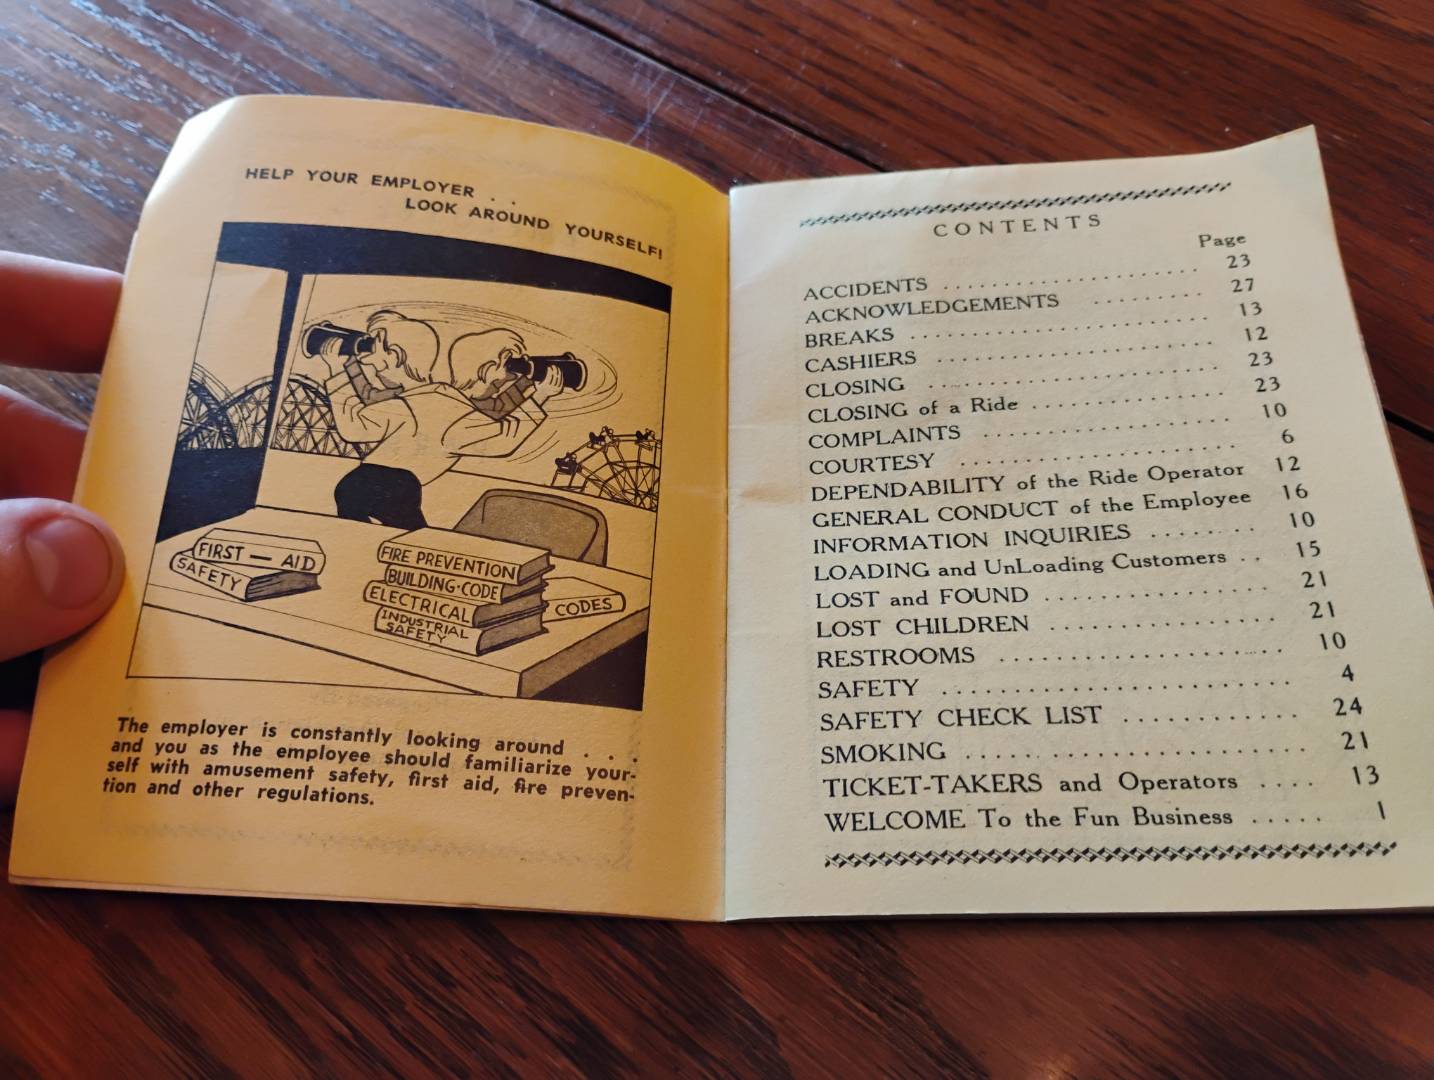 HELP YOUR EMPLOYER . .
LOOK AROUND YOURSELF!
FIRST — AID
SAFETY
FIRE PREVENTION
BUILDING·CODE
ELECTRICAL
INDUSTRIAL
SAFETY
CODES
The employer is constantly looking around . . . .
and you as the employee should familiarize your-
self with amusement safety, first aid, fire preven-
tion and other regulations.
CONTENTS
Page
ACCIDENTS . . . . . . . . . . . . . . . . . . . . . . 23
ACKNOWLEDGEMENTS . . . . . . . . . 27
BREAKS . . . . . . . . . . . . . . . . . . . . . . . . 13
CASHIERS . . . . . . . . . . . . . . . . . . . . . . 12
CLOSING . . . . . . . . . . . . . . . . . . . . . . . 23
CLOSING of a Ride . . . . . . . . . . . . . . . 23
COMPLAINTS . . . . . . . . . . . . . . . . . . . 10
COURTESY . . . . . . . . . . . . . . . . . . . . . 6
DEPENDABILITY of the Ride Operator 12
GENERAL CONDUCT of the Employee 16
INFORMATION INQUIRIES . . . . . . . . 10
LOADING and UnLoading Customers . . 15
LOST and FOUND . . . . . . . . . . . . . . . . 21
LOST CHILDREN . . . . . . . . . . . . . . . . 21
RESTROOMS . . . . . . . . . . . . . . . . . . . . 10
SAFETY . . . . . . . . . . . . . . . . . . . . . . . . 4
SAFETY CHECK LIST . . . . . . . . . . . . 24
SMOKING . . . . . . . . . . . . . . . . . . . . . . 21
TICKET-TAKERS and Operators . . . . 13
WELCOME To the Fun Business . . . . . 1